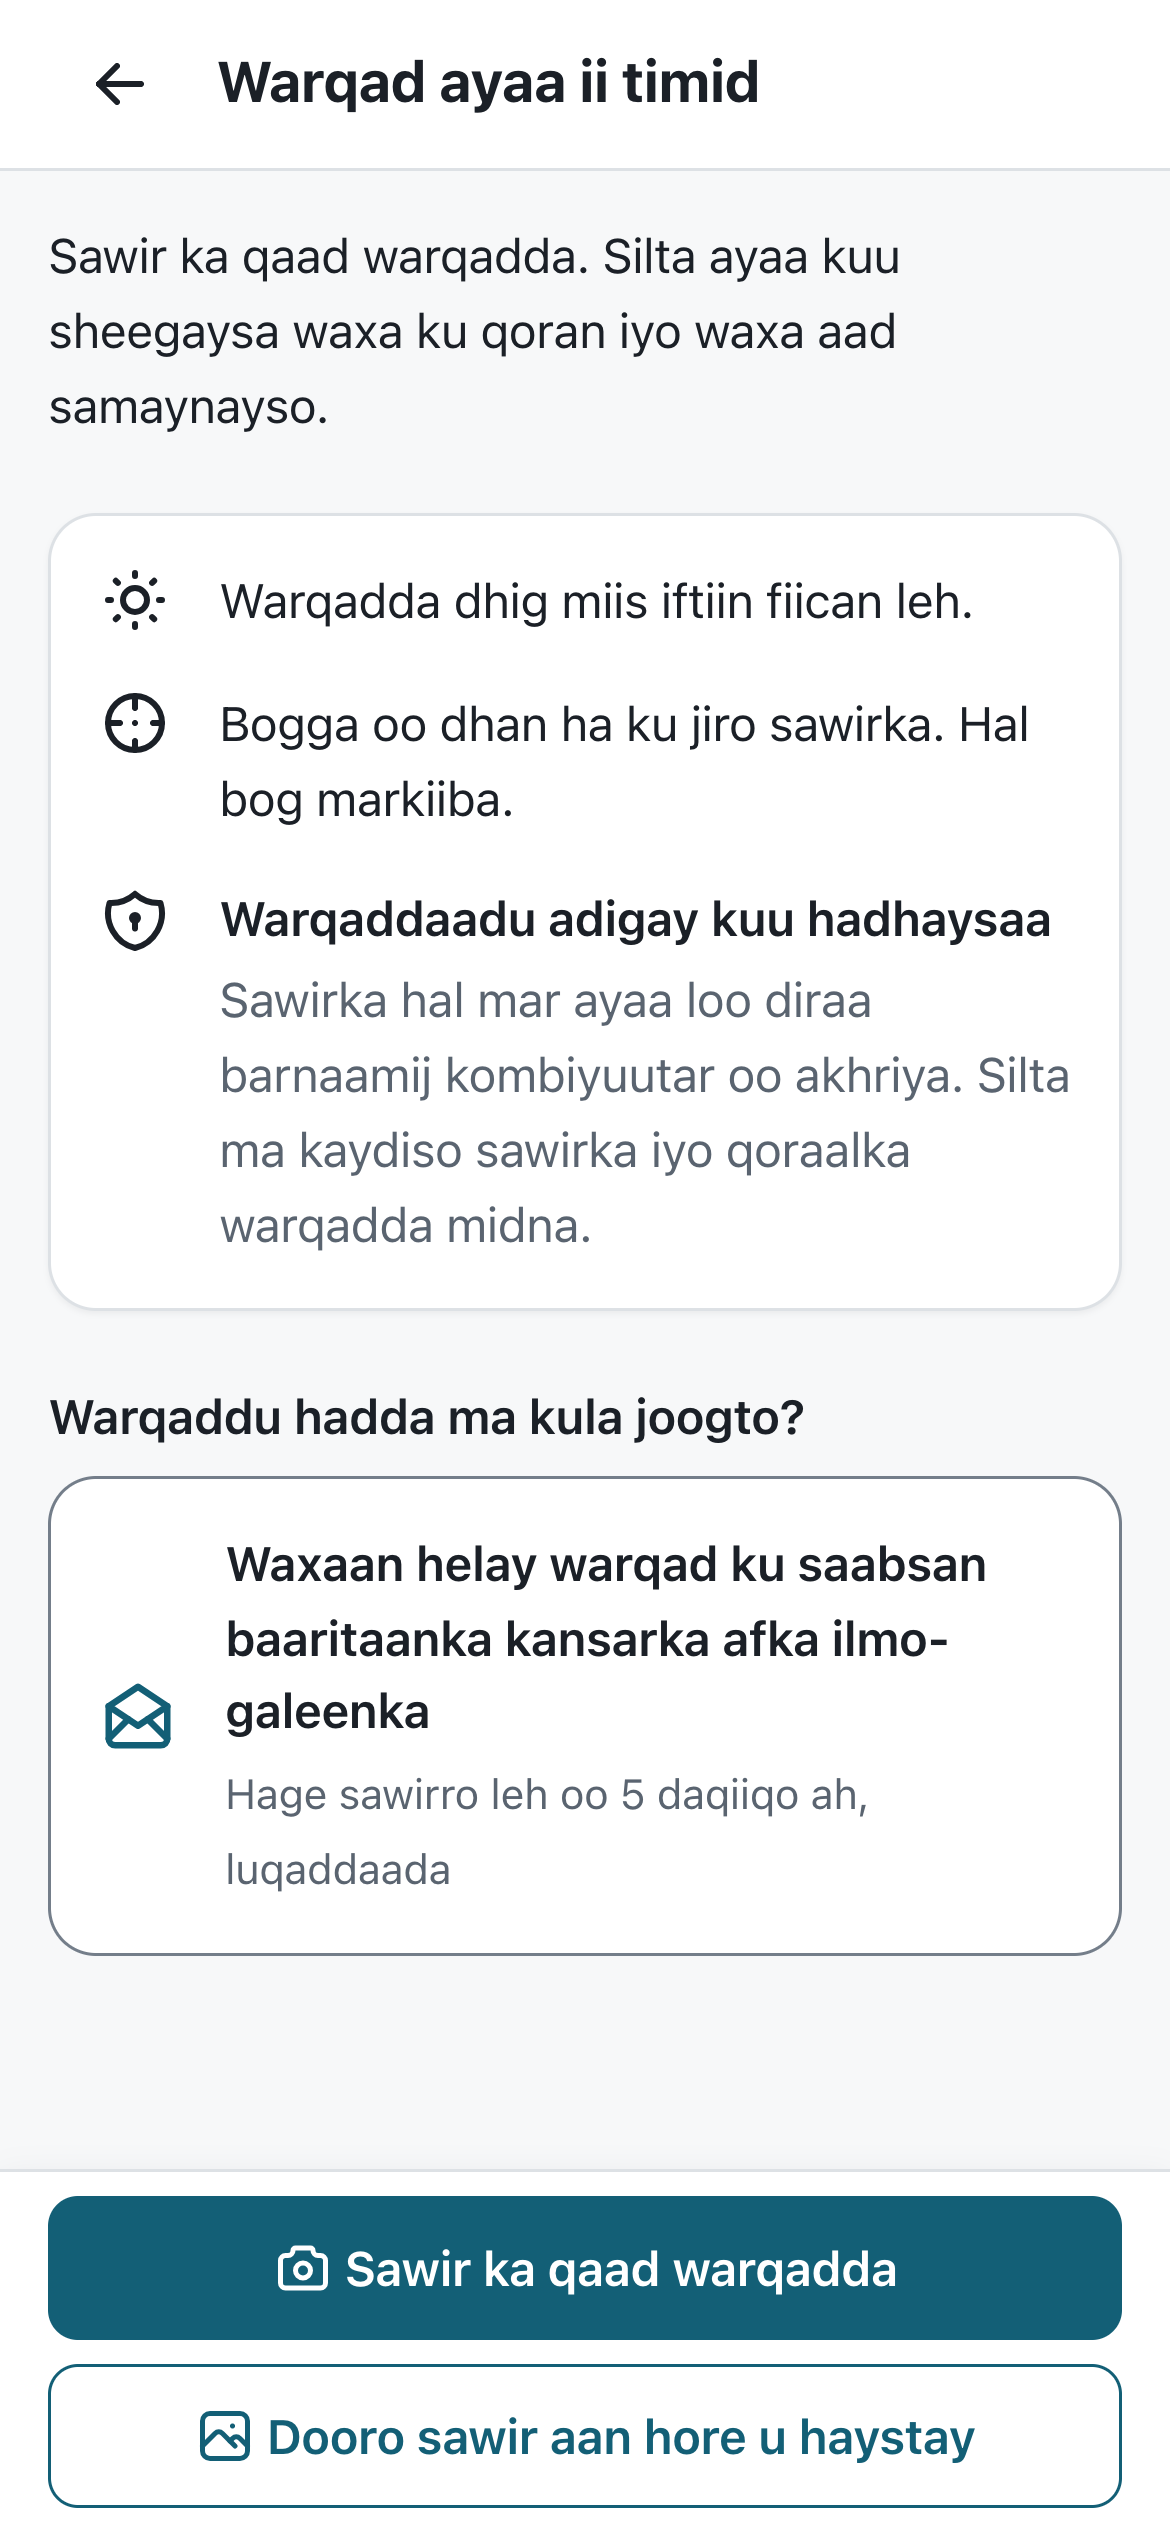 Warqad ayaa ii timid
Sawir ka qaad warqadda. Silta ayaa kuu
sheegaysa waxa ku qoran iyo waxa aad
samaynayso.
Warqadda dhig miis iftiin fiican leh.
Bogga oo dhan ha ku jiro sawirka. Hal
bog markiiba.
Warqaddaadu adigay kuu hadhaysaa
Sawirka hal mar ayaa loo diraa
barnaamij kombiyuutar oo akhriya. Silta
ma kaydiso sawirka iyo qoraalka
warqadda midna.
Warqaddu hadda ma kula joogto?
Waxaan helay warqad ku saabsan
baaritaanka kansarka afka ilmo-
galeenka
Hage sawirro leh oo 5 daqiiqo ah,
luqaddaada
Sawir ka qaad warqadda
Dooro sawir aan hore u haystay